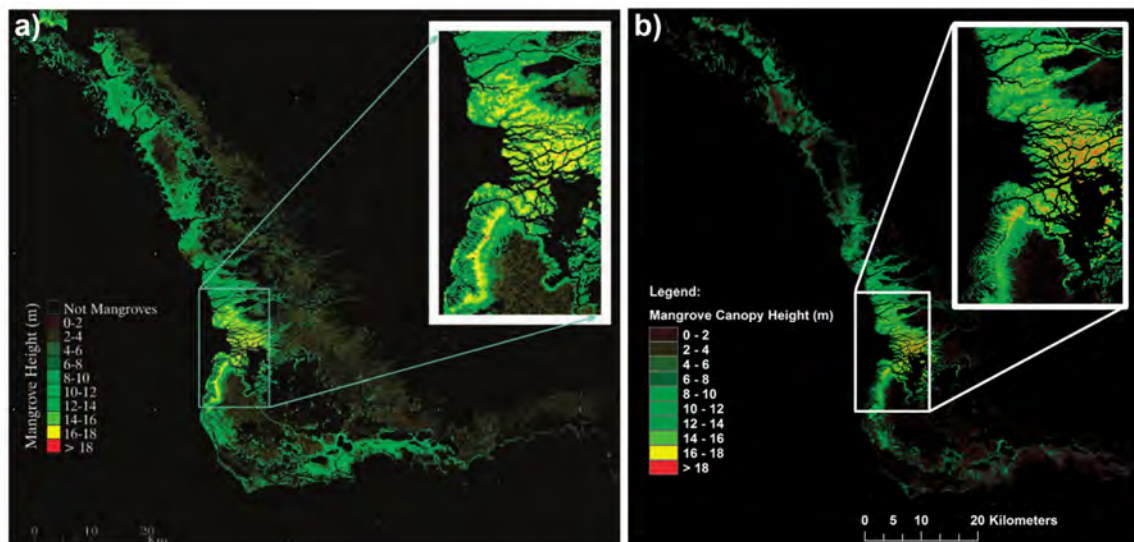 a)
Mangrove Height (m)
Not Mangroves
0-2
2-4
4-6
6-8
8-10
10-12
12-14
14-16
16-18
> 18
0 20
Km
b)
Legend:
Mangrove Canopy Height (m)
0 - 2
2 - 4
4 - 6
6 - 8
8 - 10
10 - 12
12 - 14
14 - 16
16 - 18
> 18
0 5 10 20 Kilometers